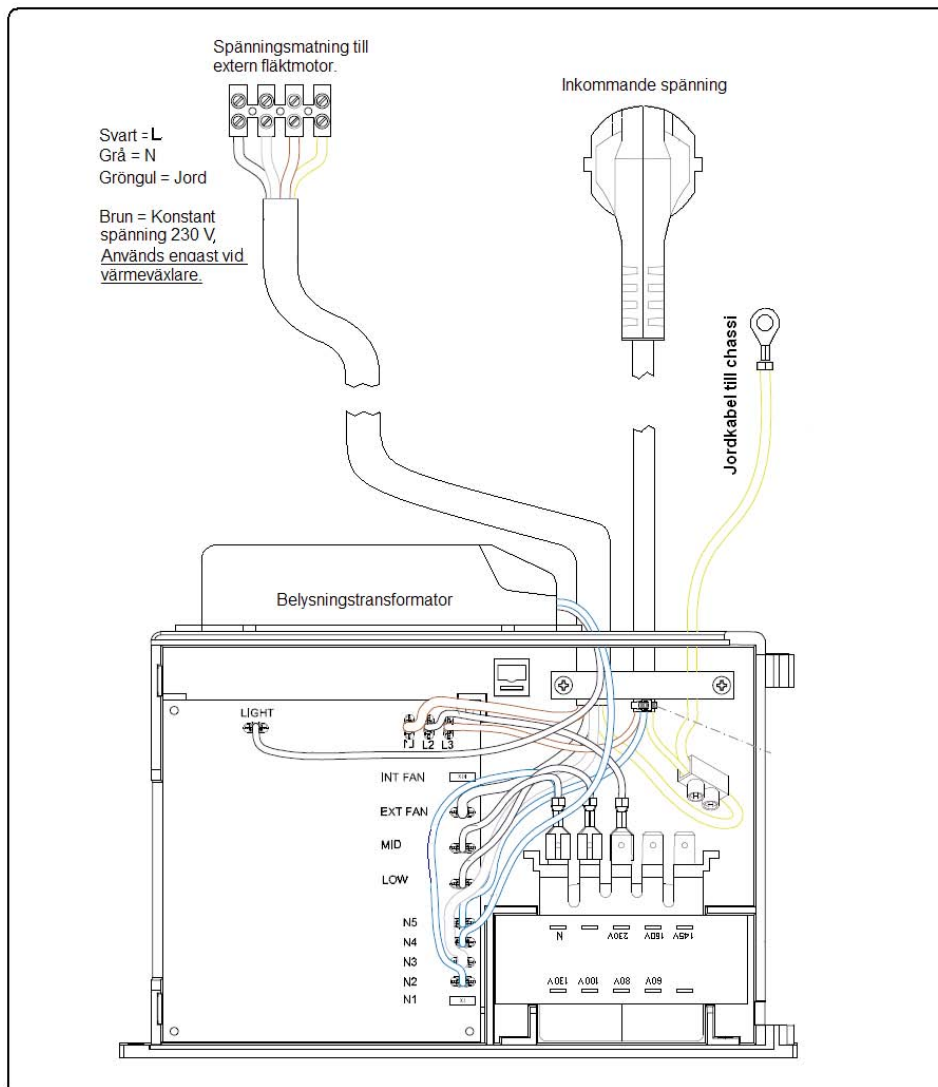 Spänningsmatning till
extern fläktmotor.
Inkommande spänning
Svart = L
Grå = N
Gröngul = Jord
Brun = Konstant
spänning 230 V,
Används engast vid
värmeväxlare.
Jordkabel till chassi
Belysningstransformator
LIGHT
L2 L3
INT FAN
EXT FAN
MID
LOW
N5
N4
N3
N2
N1
N 230V 160V 145V
130V 100V 80V 60V